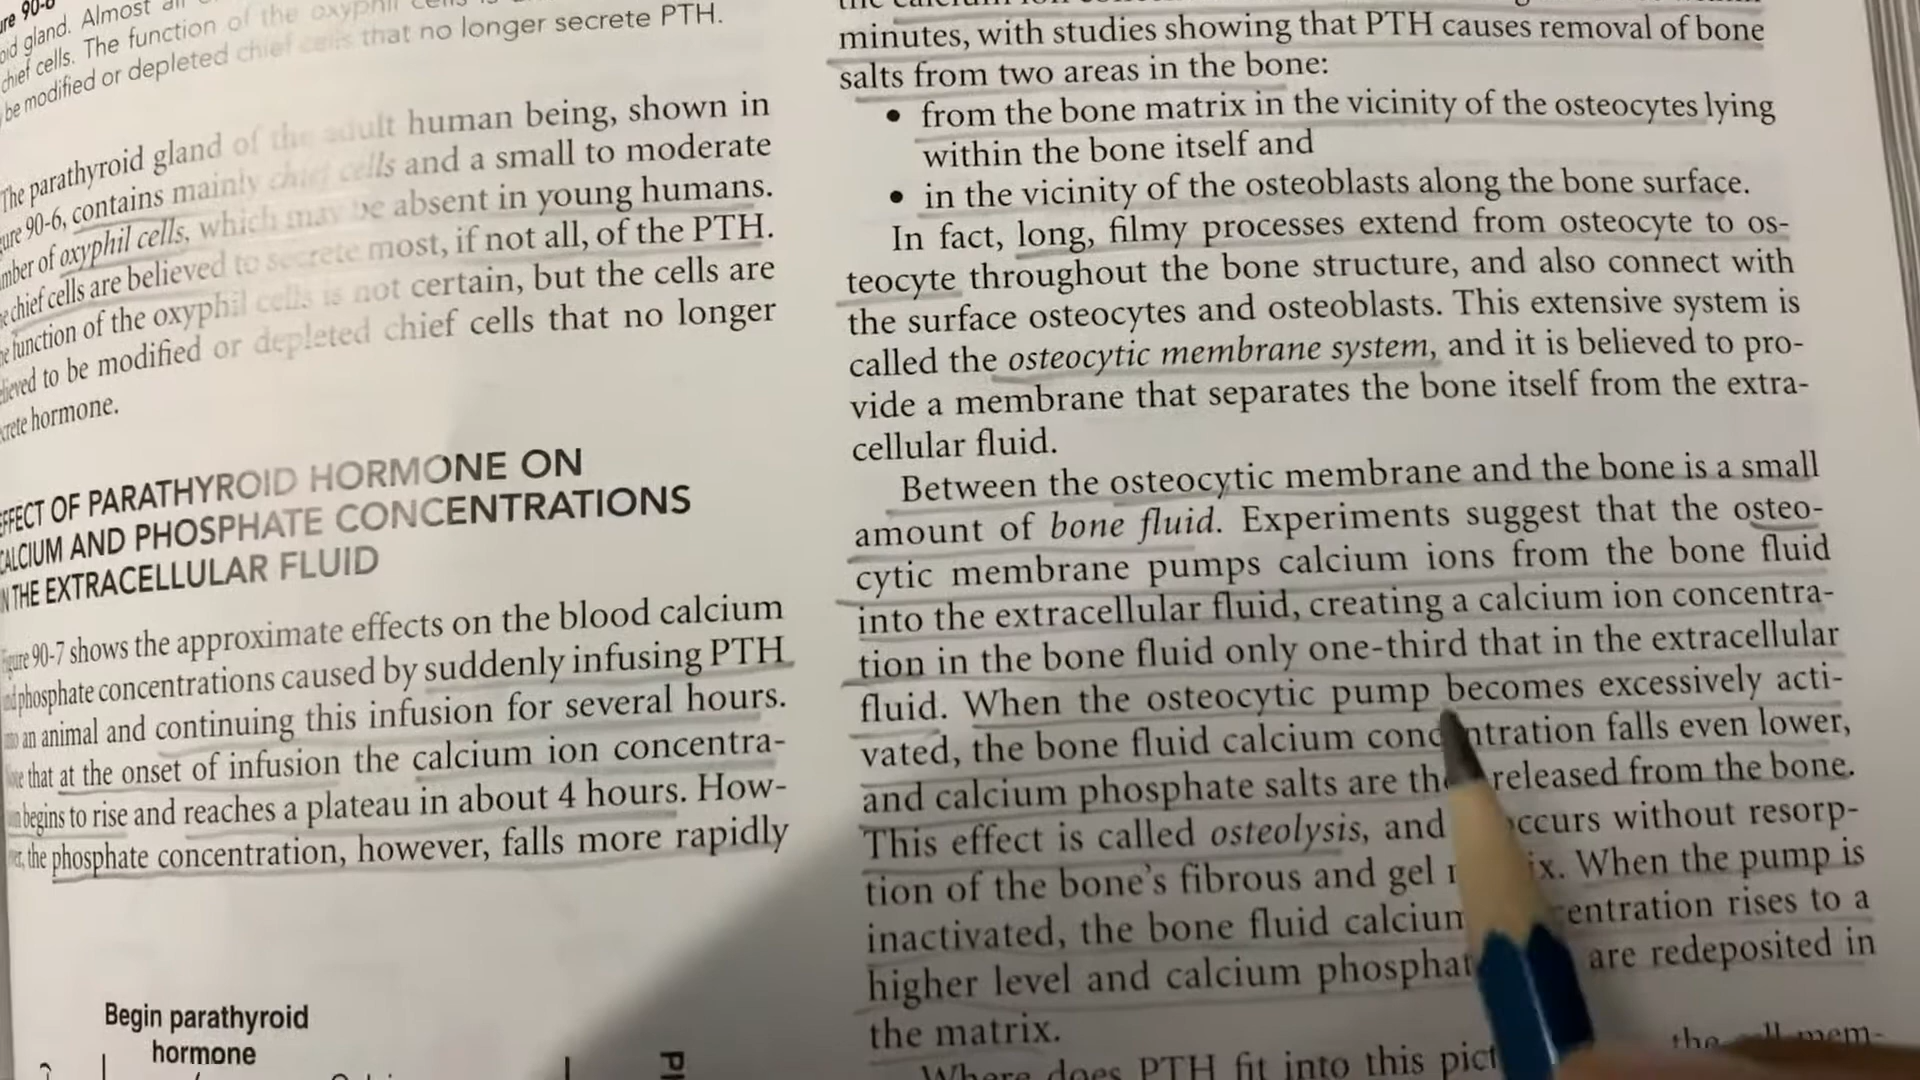 gland. Almost
chief cells. The function of the oxyphil cells
be modified or depleted chief cells that no longer secrete PTH.
The parathyroid gland of the adult human being, shown in
90-6, contains mainly chief cells and a small to moderate
of oxyphil cells, which may be absent in young humans.
chief cells are believed to secrete most, if not all, of the PTH.
function of the oxyphil cells is not certain, but the cells are
to be modified or depleted chief cells that no longer
hormone.
EFFECT OF PARATHYROID HORMONE ON
CALCIUM AND PHOSPHATE CONCENTRATIONS
IN THE EXTRACELLULAR FLUID
90-7 shows the approximate effects on the blood calcium
phosphate concentrations caused by suddenly infusing PTH
an animal and continuing this infusion for several hours.
that at the onset of infusion the calcium ion concentra-
begins to rise and reaches a plateau in about 4 hours. How-
the phosphate concentration, however, falls more rapidly
Begin parathyroid
hormone
minutes, with studies showing that PTH causes removal of bone
salts from two areas in the bone:
• from the bone matrix in the vicinity of the osteocytes lying
within the bone itself and
• in the vicinity of the osteoblasts along the bone surface.
In fact, long, filmy processes extend from osteocyte to os-
teocyte throughout the bone structure, and also connect with
the surface osteocytes and osteoblasts. This extensive system is
called the osteocytic membrane system, and it is believed to pro-
vide a membrane that separates the bone itself from the extra-
cellular fluid.
Between the osteocytic membrane and the bone is a small
amount of bone fluid. Experiments suggest that the osteo-
cytic membrane pumps calcium ions from the bone fluid
into the extracellular fluid, creating a calcium ion concentra-
tion in the bone fluid only one-third that in the extracellular
fluid. When the osteocytic pump becomes excessively acti-
vated, the bone fluid calcium concentration falls even lower,
and calcium phosphate salts are released from the bone.
This effect is called osteolysis, and occurs without resorp-
tion of the bone's fibrous and gel When the pump is
inactivated, the bone fluid calcium rises to a
higher level and calcium are redeposited in
the matrix.
Where does PTH fit into this the